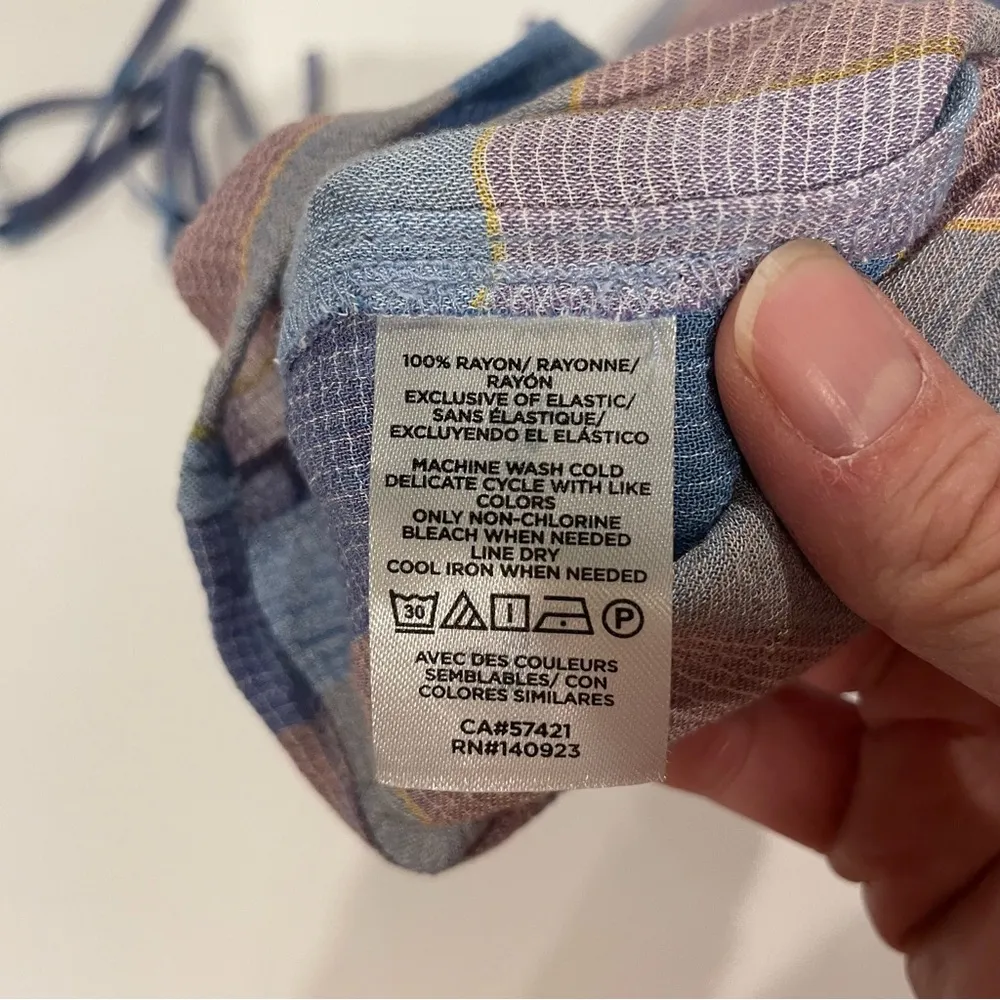 100% RAYON/ RAYONNE/
RAYÓN
EXCLUSIVE OF ELASTIC/
SANS ÉLASTIQUE/
EXCLUYENDO EL ELÁSTICO
MACHINE WASH COLD
DELICATE CYCLE WITH LIKE
COLORS
ONLY NON-CHLORINE
BLEACH WHEN NEEDED
LINE DRY
COOL IRON WHEN NEEDED
30 P
AVEC DES COULEURS
SEMBLABLES/ CON
COLORES SIMILARES
CA#57421
RN#140923